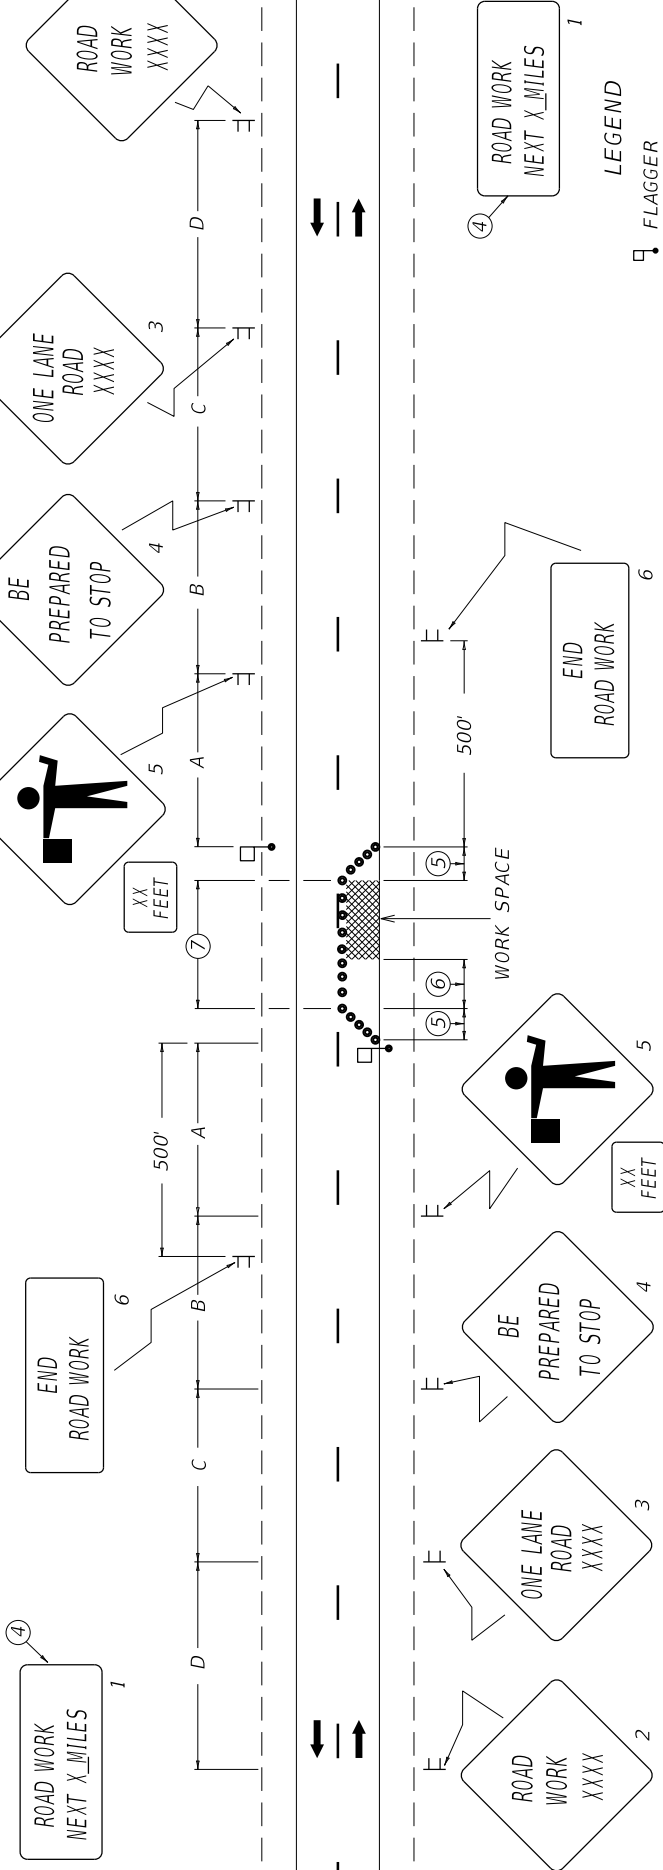 ROAD WORK
NEXT X_MILES
1
4
END
ROAD WORK
6
D
C
B
A
500'
7
A
B
C
D
XX
FEET
5
BE
PREPARED
TO STOP
4
ONE LANE
ROAD
XXXX
3
ROAD
WORK
XXXX
ROAD
WORK
XXXX
2
ONE LANE
ROAD
XXXX
3
BE
PREPARED
TO STOP
4
XX
FEET
5
5
6
5
WORK SPACE
500'
END
ROAD WORK
6
4
ROAD WORK
NEXT X_MILES
1
LEGEND
FLAGGER